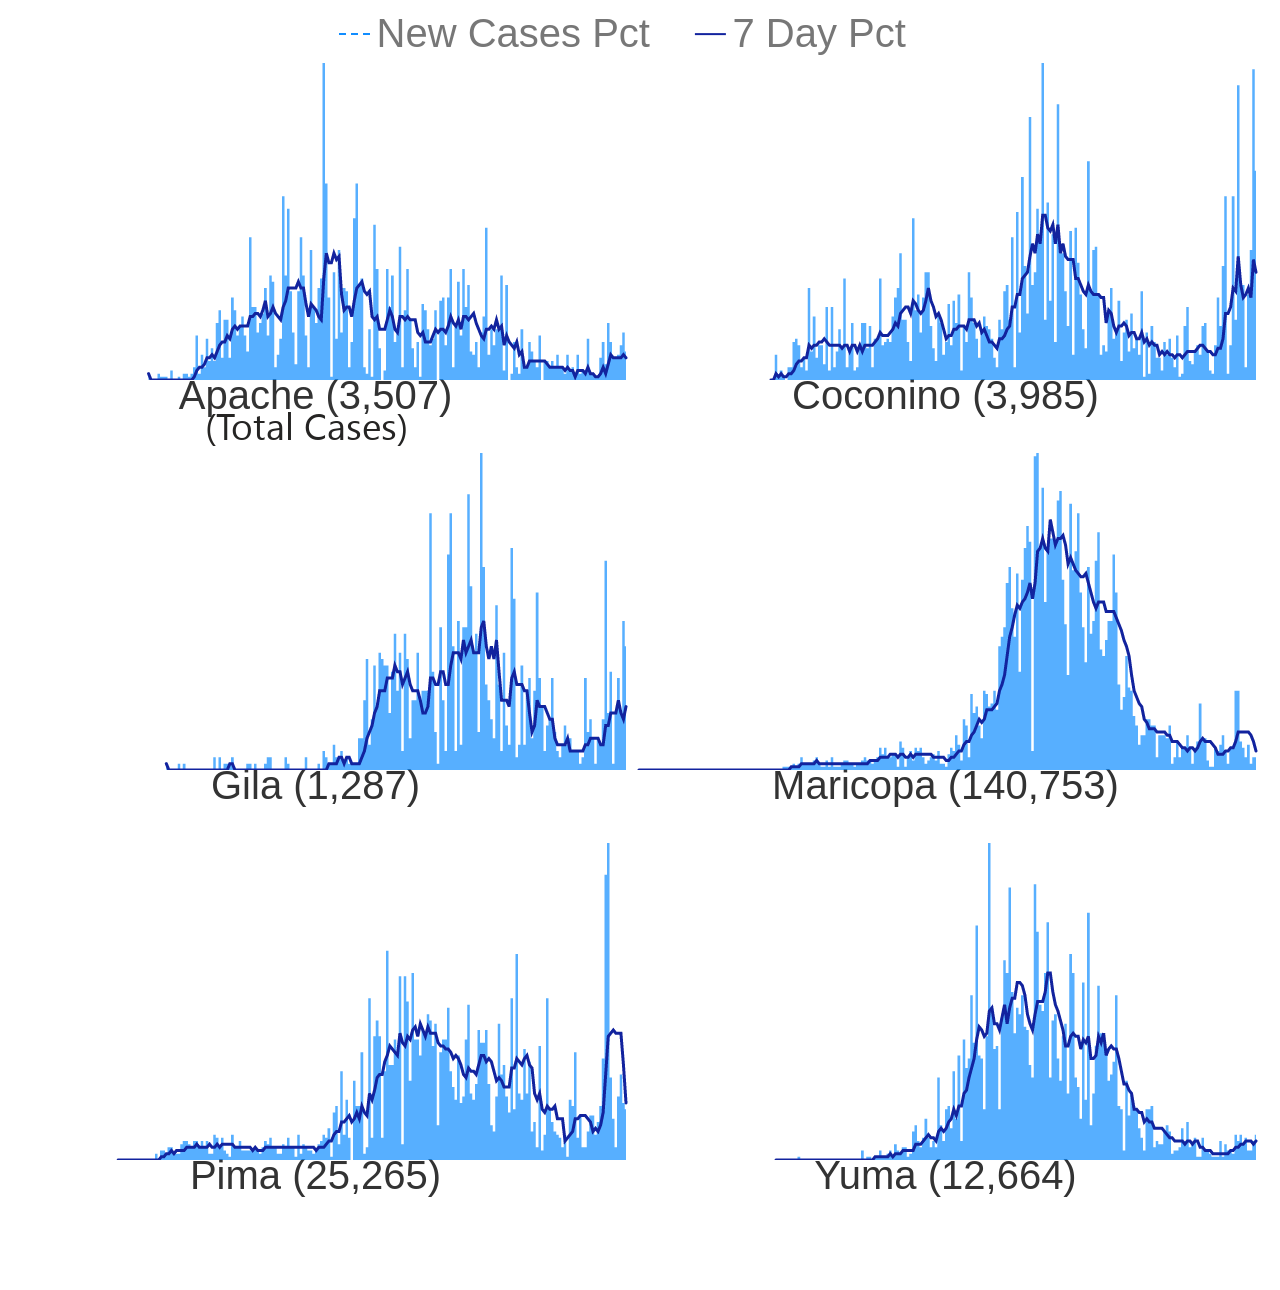 New Cases Pct 7 Day Pct
Apache (3,507) Coconino (3,985)
(Total Cases)
Gila (1,287) Maricopa (140,753)
Pima (25,265) Yuma (12,664)